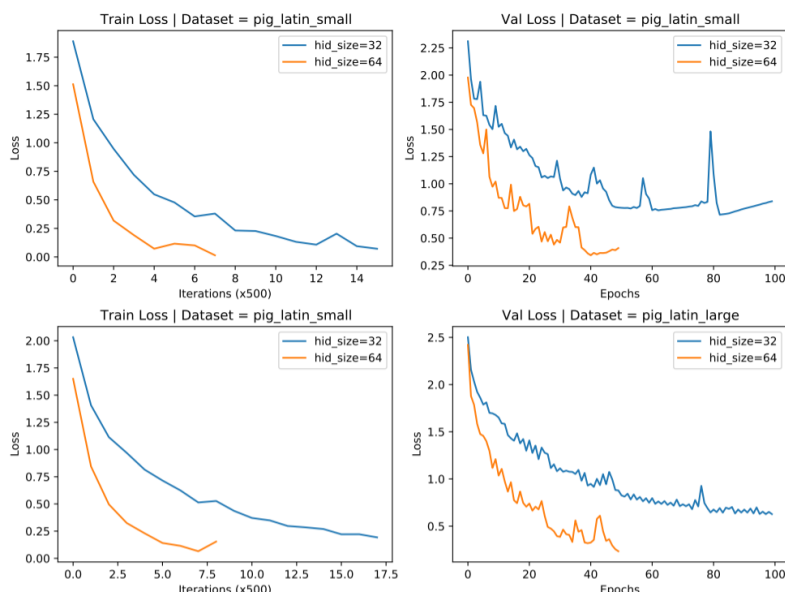 Train Loss | Dataset = pig_latin_small
Loss
1.75
1.50
1.25
1.00
0.75
0.50
0.25
0.00
hid_size=32
hid_size=64
0 2 4 6 8 10 12 14
Iterations (x500)
Val Loss | Dataset = pig_latin_small
Loss
2.25
2.00
1.75
1.50
1.25
1.00
0.75
0.50
0.25
hid_size=32
hid_size=64
0 20 40 60 80 100
Epochs
Train Loss | Dataset = pig_latin_small
Loss
2.00
1.75
1.50
1.25
1.00
0.75
0.50
0.25
0.00
hid_size=32
hid_size=64
0.0 2.5 5.0 7.5 10.0 12.5 15.0 17.5
Iterations (x500)
Val Loss | Dataset = pig_latin_large
Loss
2.5
2.0
1.5
1.0
0.5
hid_size=32
hid_size=64
0 20 40 60 80 100
Epochs